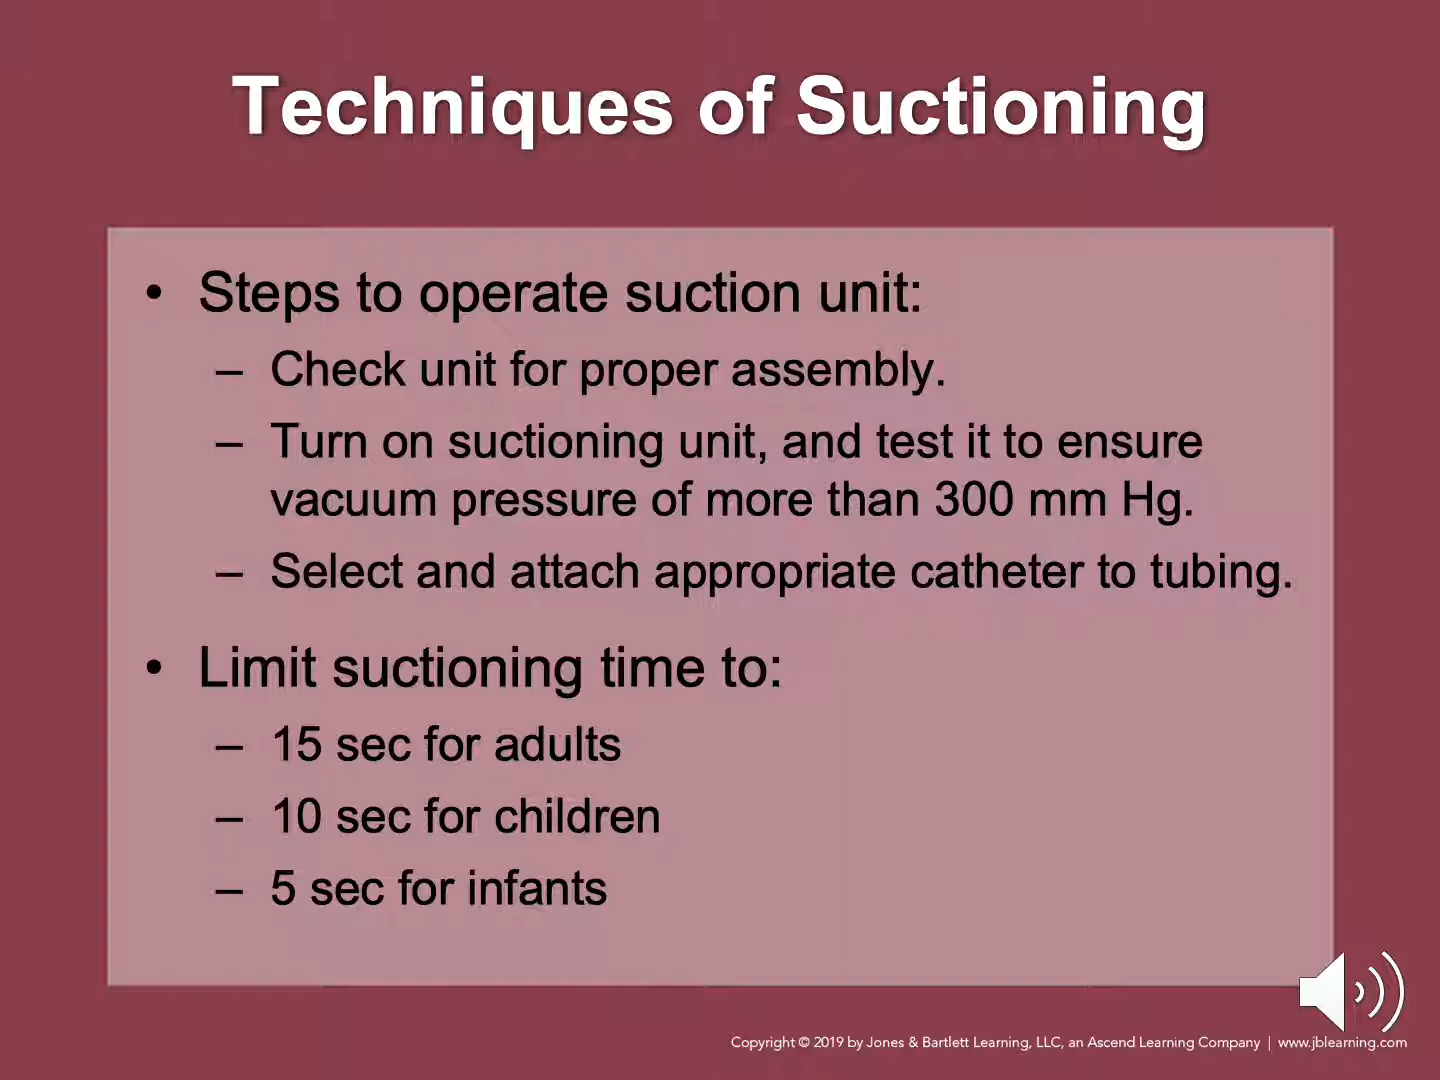 Techniques of Suctioning
• Steps to operate suction unit:
– Check unit for proper assembly.
– Turn on suctioning unit, and test it to ensure
vacuum pressure of more than 300 mm Hg.
– Select and attach appropriate catheter to tubing.
• Limit suctioning time to:
– 15 sec for adults
– 10 sec for children
– 5 sec for infants
Copyright © 2019 by Jones & Bartlett Learning, LLC, an Ascend Learning Company | www.jblearning.com